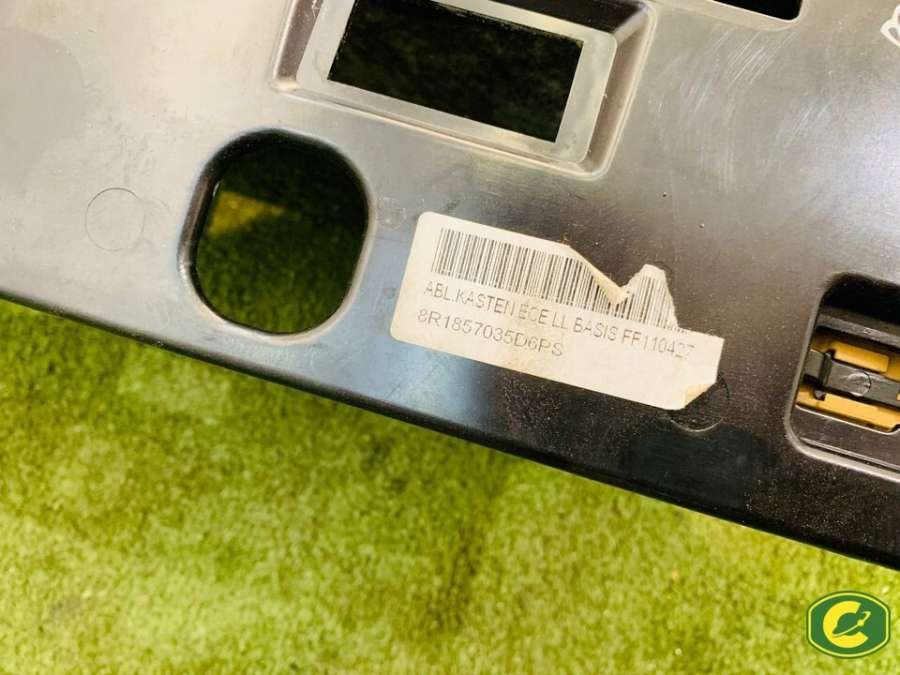 ABL.KASTEN ECE LL BASIS FF110427
8R1857035D6PS
C